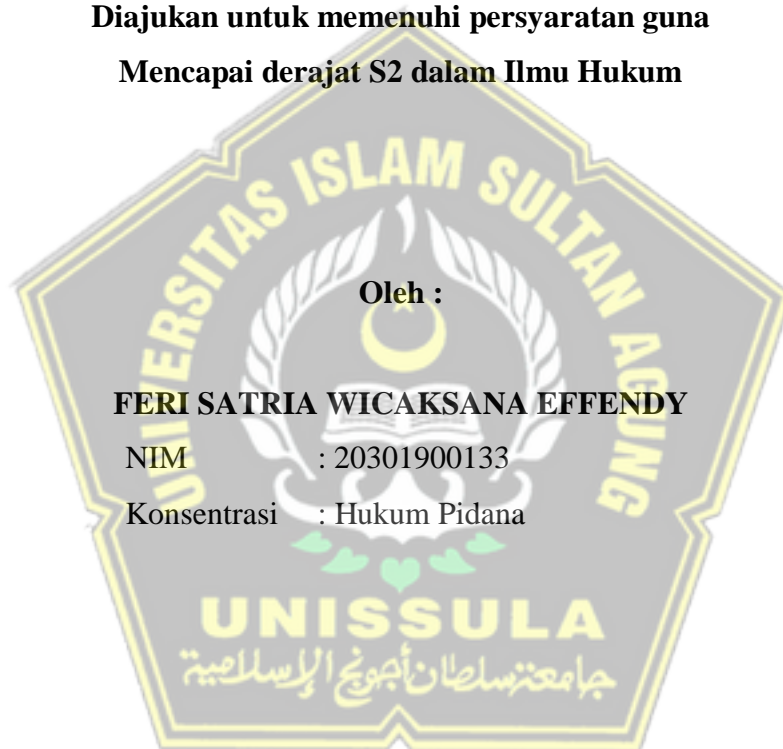 Diajukan untuk memenuhi persyaratan guna
Mencapai derajat S2 dalam Ilmu Hukum
UNIVERSITAS ISLAM SULTAN AGUNG
Oleh :
FERI SATRIA WICAKSANA EFFENDY
NIM : 20301900133
Konsentrasi : Hukum Pidana
UNISSULA
جامعة سلطان أجونج الإسلامية